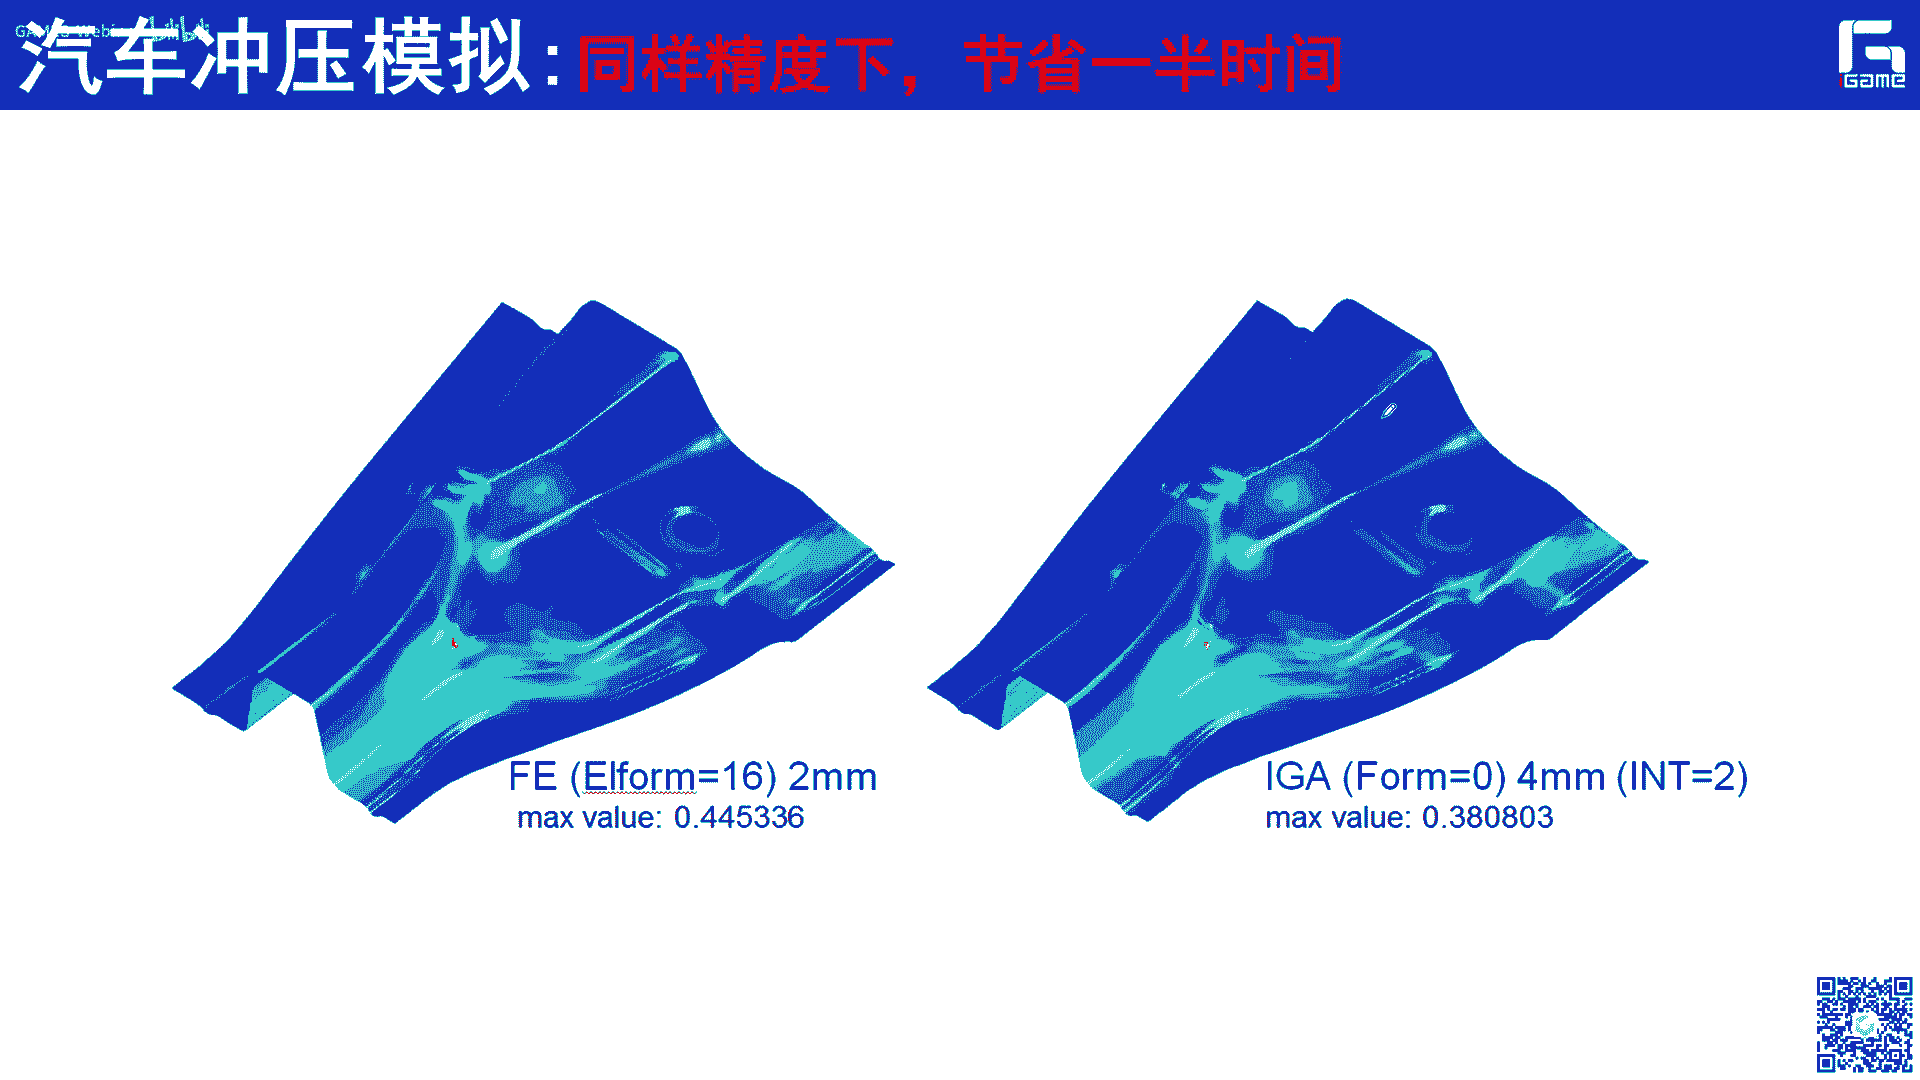 汽车冲压模拟:同样精度下，节省一半时间
iGame
FE (Elform=16) 2mm
max value: 0.445336
IGA (Form=0) 4mm (INT=2)
max value: 0.380803